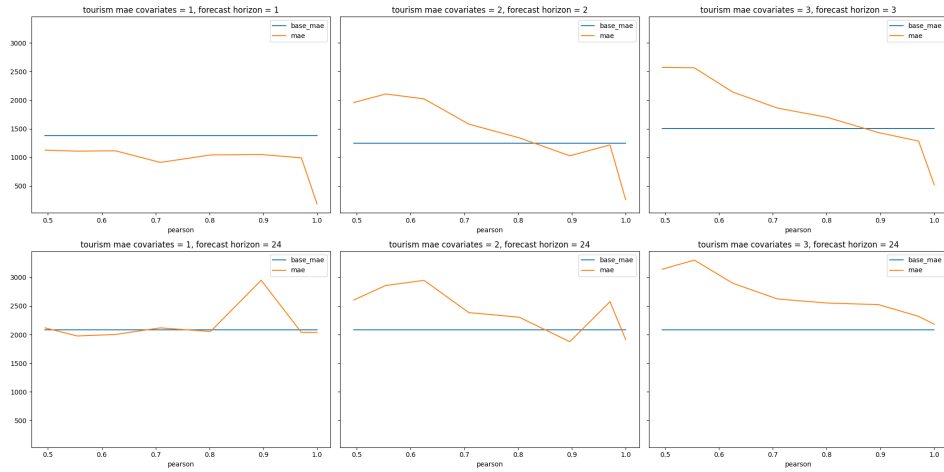 tourism mae covariates = 1, forecast horizon = 1
base_mae
mae
3000
2500
2000
1500
1000
500
0.5 0.6 0.7 0.8 0.9 1.0
pearson
tourism mae covariates = 2, forecast horizon = 2
base_mae
mae
0.5 0.6 0.7 0.8 0.9 1.0
pearson
tourism mae covariates = 3, forecast horizon = 3
base_mae
mae
0.5 0.6 0.7 0.8 0.9 1.0
pearson
tourism mae covariates = 1, forecast horizon = 24
base_mae
mae
3000
2500
2000
1500
1000
500
0.5 0.6 0.7 0.8 0.9 1.0
pearson
tourism mae covariates = 2, forecast horizon = 24
base_mae
mae
0.5 0.6 0.7 0.8 0.9 1.0
pearson
tourism mae covariates = 3, forecast horizon = 24
base_mae
mae
0.5 0.6 0.7 0.8 0.9 1.0
pearson